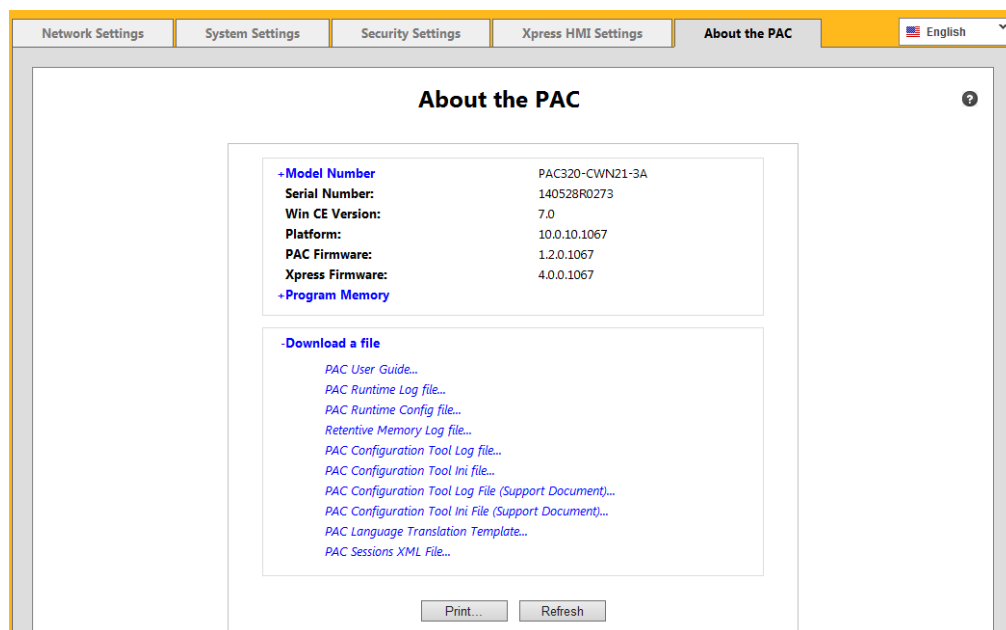 Network Settings System Settings Security Settings Xpress HMI Settings About the PAC English
About the PAC
?
+Model Number PAC320-CWN21-3A
Serial Number: 140528R0273
Win CE Version: 7.0
Platform: 10.0.10.1067
PAC Firmware: 1.2.0.1067
Xpress Firmware: 4.0.0.1067
+Program Memory
-Download a file
PAC User Guide...
PAC Runtime Log file...
PAC Runtime Config file...
Retentive Memory Log file...
PAC Configuration Tool Log file...
PAC Configuration Tool Ini file...
PAC Configuration Tool Log File (Support Document)...
PAC Configuration Tool Ini File (Support Document)...
PAC Language Translation Template...
PAC Sessions XML File...
Print... Refresh